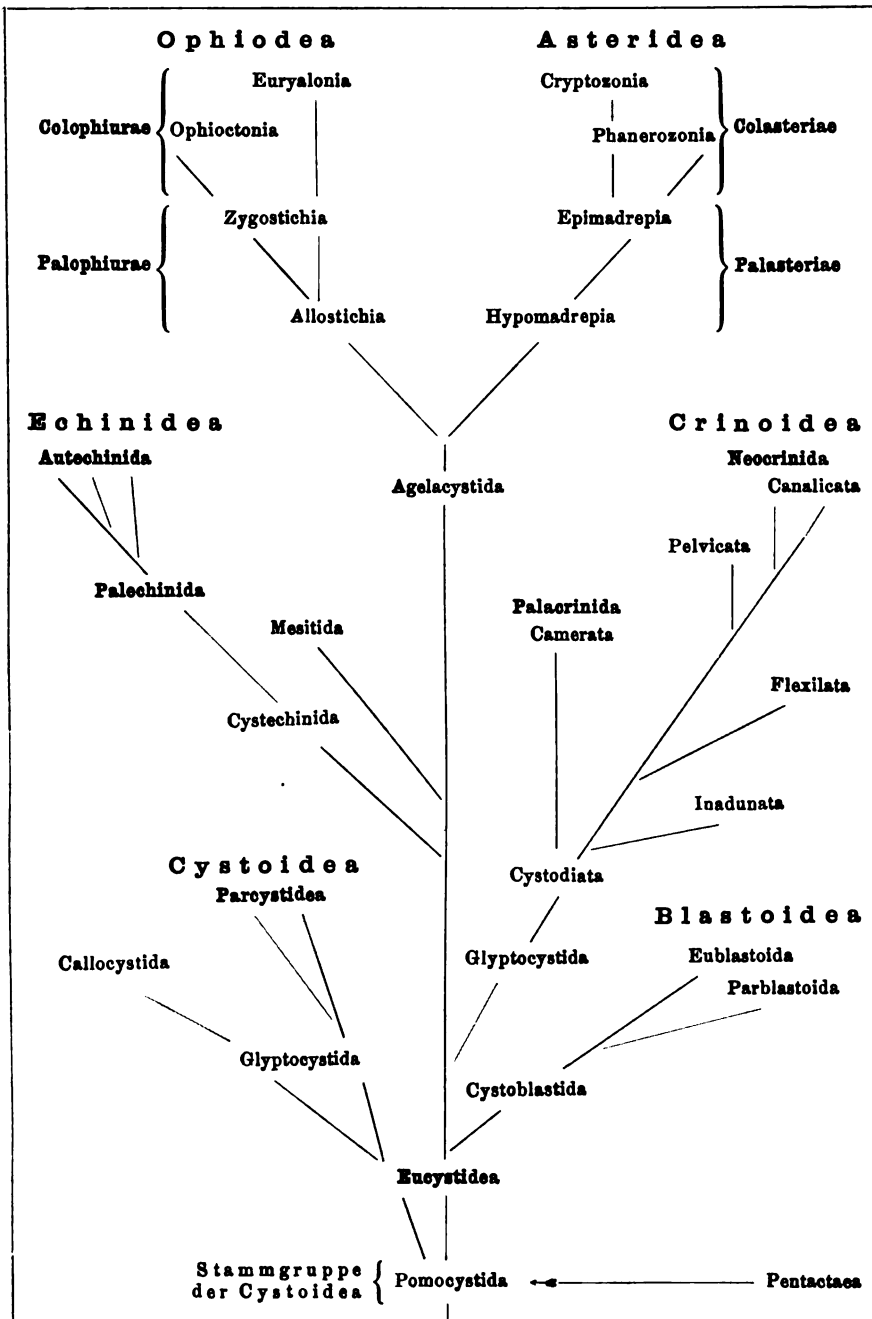 Ophiodea
Asteridea
Euryalonia
Cryptozonia
Colophiurae
Ophioctonia
Phanerozonia
Colasteriae
Zygostichia
Epimadrepia
Palophiurae
Palasteriae
Allostichia
Hypomadrepia
Echinidea
Crinoidea
Autechinida
Neocrinida
Agelacystida
Canalicata
Pelvicata
Palechinida
Palacrinida
Mesitida
Camerata
Flexilata
Cystechinida
Inadunata
Cystoidea
Cystodiata
Parcystidea
Blastoidea
Callocystida
Glyptocystida
Eublastoida
Parblastoida
Glyptocystida
Cystoblastida
Eucystidea
Stammgruppe
der Cystoidea
Pomocystida
Pentactaea